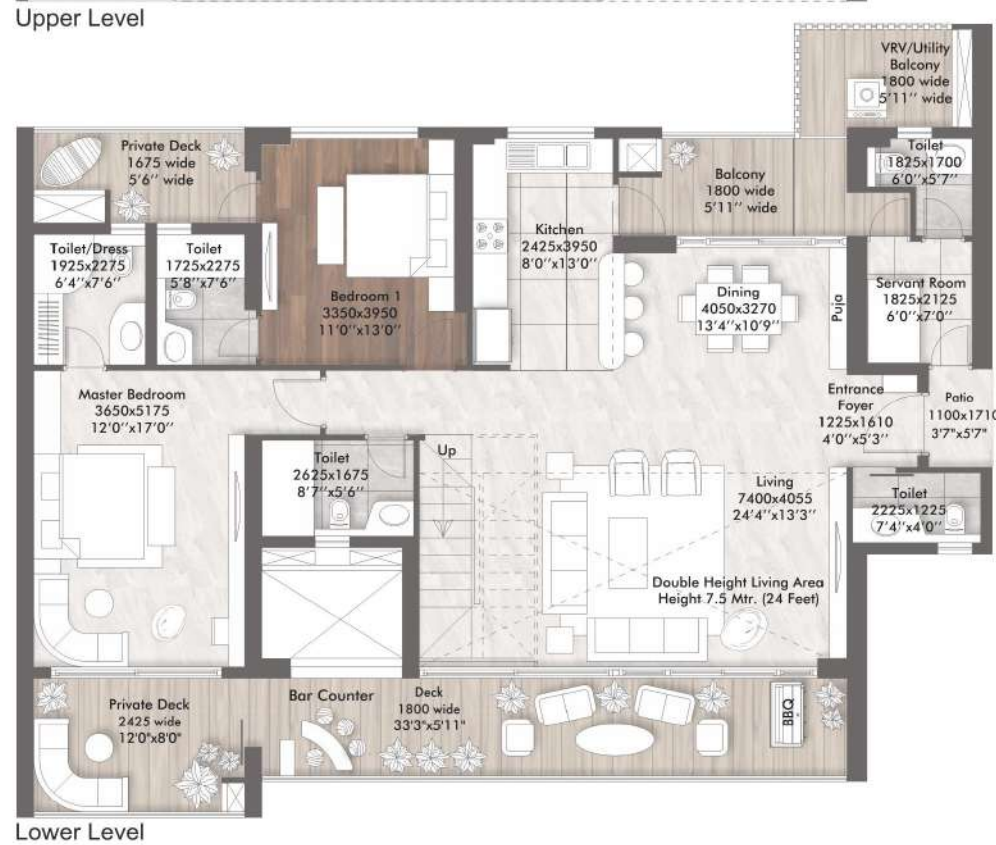 Upper Level
VRV/Utility
Balcony
1800 wide
5'11'' wide
Private Deck
1675 wide
5'6'' wide
Toilet
1825x1700
6'0''x5'7''
Balcony
1800 wide
5'11'' wide
Kitchen
2425x3950
8'0''x13'0''
Toilet/Dress
1925x2275
6'4''x7'6''
Toilet
1725x2275
5'8''x7'6''
Bedroom 1
3350x3950
11'0''x13'0''
Dining
4050x3270
13'4''x10'9''
Puja
Servant Room
1825x2125
6'0''x7'0''
Master Bedroom
3650x5175
12'0''x17'0''
Entrance
Foyer
1225x1610
4'0''x5'3''
Patio
1100x1710
3'7"x5'7"
Toilet
2625x1675
8'7''x5'6''
Up
Living
7400x4055
24'4''x13'3''
Toilet
2225x1225
7'4''x4'0''
Double Height Living Area
Height 7.5 Mtr. (24 Feet)
Private Deck
2425 wide
12'0"x8'0"
Bar Counter
Deck
1800 wide
33'3"x5'11"
BBQ
Lower Level